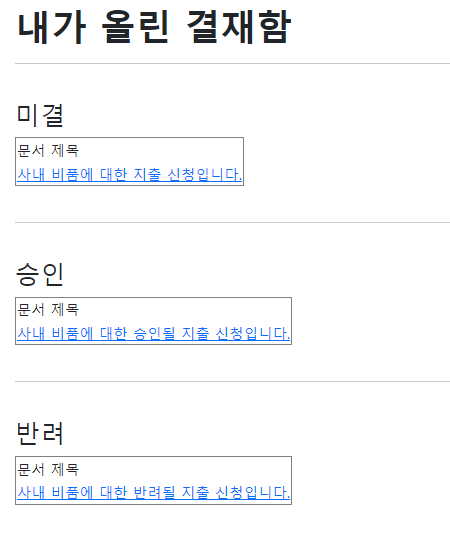 내가 올린 결재함
미결
문서 제목
사내 비품에 대한 지출 신청입니다.
승인
문서 제목
사내 비품에 대한 승인될 지출 신청입니다.
반려
문서 제목
사내 비품에 대한 반려될 지출 신청입니다.